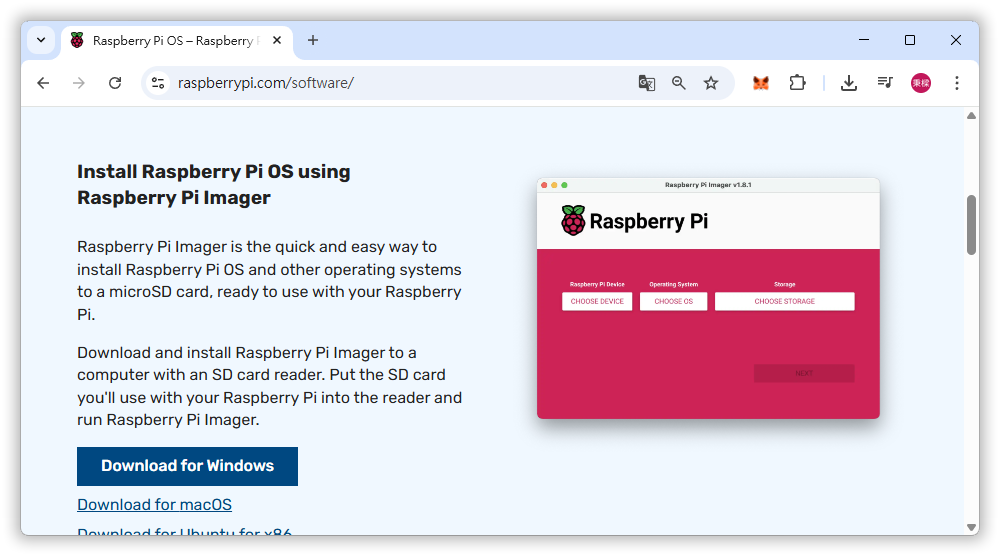 Raspberry Pi OS – Raspberry
raspberrypi.com/software/
秉樑
Install Raspberry Pi OS using
Raspberry Pi Imager
Raspberry Pi Imager is the quick and easy way to
install Raspberry Pi OS and other operating systems
to a microSD card, ready to use with your Raspberry
Pi.
Download and install Raspberry Pi Imager to a
computer with an SD card reader. Put the SD card
you'll use with your Raspberry Pi into the reader and
run Raspberry Pi Imager.
Download for Windows
Download for macOS
Download for Ubuntu for x86
Raspberry Pi Imager v1.8.1
Raspberry Pi
Raspberry Pi Device
Operating System
Storage
CHOOSE DEVICE
CHOOSE OS
CHOOSE STORAGE
NEXT